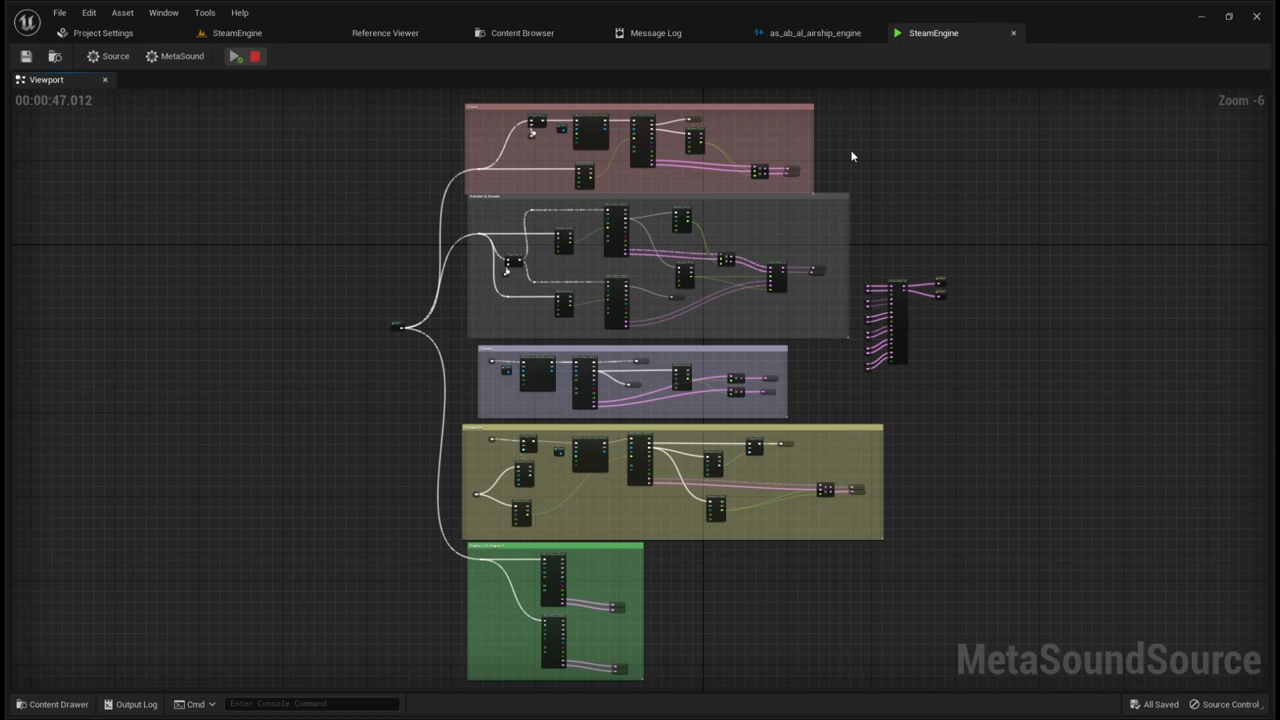 File Edit Asset Window Tools Help
Project Settings SteamEngine Reference Viewer Content Browser Message Log as_ab_al_airship_engine SteamEngine
Source MetaSound
Viewport
00:00:47.012 Zoom -6
MetaSoundSource
Content Drawer Output Log Cmd Enter Console Command All Saved Source Control